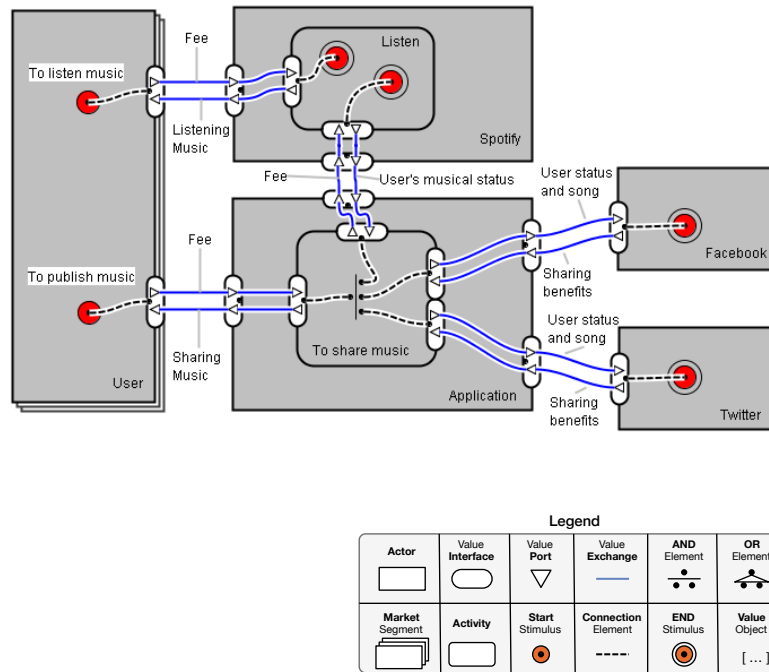 Fee
Listen
To listen music
Listening
Music
Spotify
Fee
User's musical status
User status
and song
Fee
Facebook
To publish music
Sharing
benefits
User status
and song
To share music
Sharing
Music
User
Application
Sharing
benefits
Twitter
Legend
Actor
Value
Interface
Value
Port
Value
Exchange
AND
Element
OR
Element
Market
Segment
Activity
Start
Stimulus
Connection
Element
END
Stimulus
Value
Object
[ ... ]